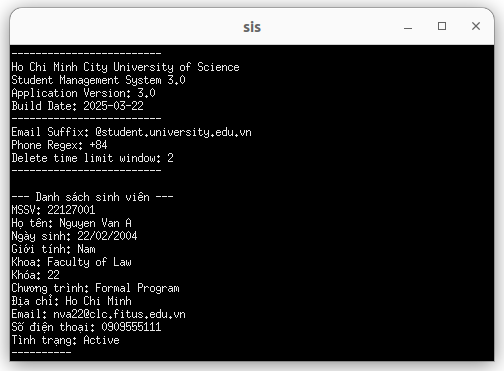 sis
-------------------------
Ho Chi Minh City University of Science
Student Management System 3.0
Application Version: 3.0
Build Date: 2025-03-22
-------------------------
Email Suffix: @student.university.edu.vn
Phone Regex: +84
Delete time limit window: 2
-------------------------
--- Danh sách sinh viên ---
MSSV: 22127001
Họ tên: Nguyen Van A
Ngày sinh: 22/02/2004
Giới tính: Nam
Khoa: Faculty of Law
Khóa: 22
Chương trình: Formal Program
Địa chỉ: Ho Chi Minh
Email: nva22@clc.fitus.edu.vn
Số điện thoại: 0909555111
Tình trạng: Active
----------